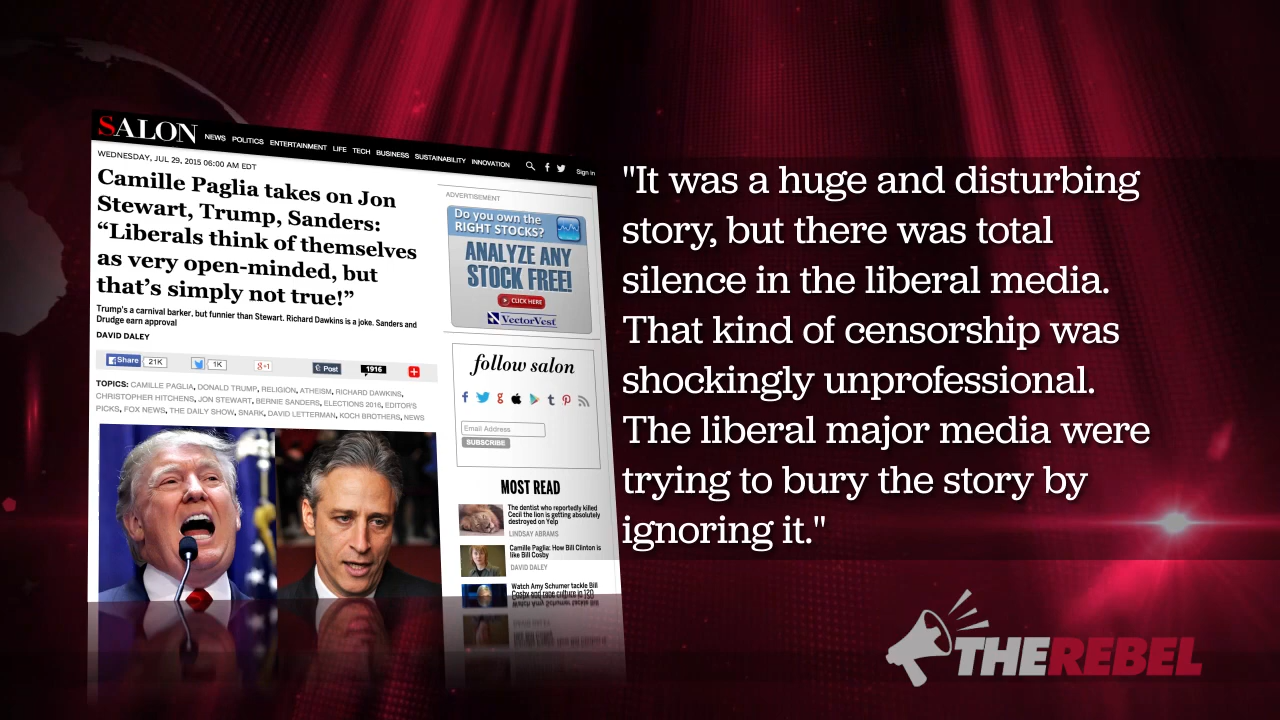 SALON
NEWS POLITICS ENTERTAINMENT LIFE TECH BUSINESS SUSTAINABILITY INNOVATION
Sign in
WEDNESDAY, JUL 29, 2015 06:00 AM EDT
Camille Paglia takes on Jon
Stewart, Trump, Sanders:
“Liberals think of themselves
as very open-minded, but
that’s simply not true!”
Trump's a carnival barker, but funnier than Stewart. Richard Dawkins is a joke. Sanders and
Drudge earn approval
DAVID DALEY
Share 21K 1K g+1 Post 1916
TOPICS: CAMILLE PAGLIA, DONALD TRUMP, RELIGION, ATHEISM, RICHARD DAWKINS,
CHRISTOPHER HITCHENS, JON STEWART, BERNIE SANDERS, ELECTIONS 2016, EDITOR'S
PICKS, FOX NEWS, THE DAILY SHOW, SNARK, DAVID LETTERMAN, KOCH BROTHERS, NEWS
ADVERTISEMENT
Do you own the
RIGHT STOCKS?
ANALYZE ANY
STOCK FREE!
CLICK HERE
VectorVest
follow salon
Email Address
SUBSCRIBE
MOST READ
The dentist who reportedly killed
Cecil the lion is getting absolutely
destroyed on Yelp
LINDSAY ABRAMS
Camille Paglia: How Bill Clinton is
like Bill Cosby
DAVID DALEY
Watch Amy Schumer tackle Bill
Cosby and rape culture in 120
"It was a huge and disturbing
story, but there was total
silence in the liberal media.
That kind of censorship was
shockingly unprofessional.
The liberal major media were
trying to bury the story by
ignoring it."
THEREBEL